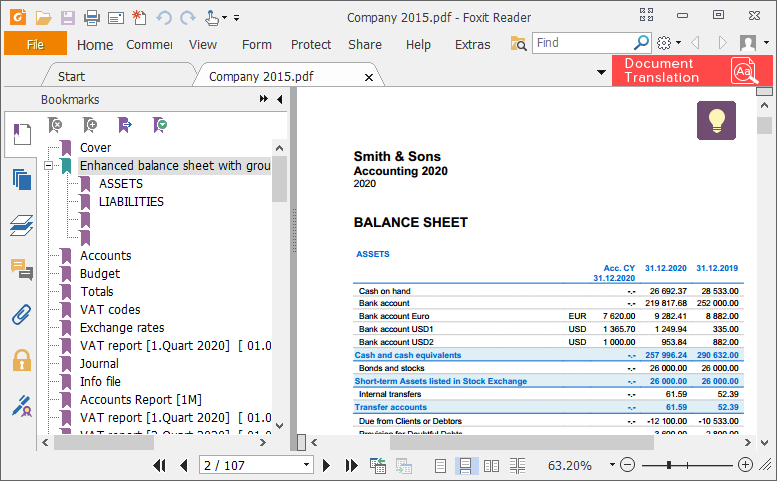 Company 2015.pdf - Foxit Reader
File Home Commer View Form Protect Share Help Extras Find
Start Company 2015.pdf
Document
Translation
Bookmarks
Cover
Enhanced balance sheet with grou
ASSETS
LIABILITIES
Accounts
Budget
Totals
VAT codes
Exchange rates
VAT report [1.Quart 2020] [ 01.0
Journal
Info file
Accounts Report [1M]
VAT report [1.Quart 2020] [ 01.0
Smith & Sons
Accounting 2020
2020
BALANCE SHEET
ASSETS
Acc. CY 31.12.2020 31.12.2019
31.12.2020
Cash on hand -.- 26 692.37 28 533.00
Bank account -.- 219 817.68 252 000.00
Bank account Euro EUR 7 620.00 9 282.41 8 882.00
Bank account USD1 USD 1 365.70 1 249.94 335.00
Bank account USD2 USD 1 000.00 953.84 882.00
Cash and cash equivalents -.- 257 996.24 290 632.00
Bonds and stocks -.- 26 000.00 26 000.00
Short-term Assets listed in Stock Exchange -.- 26 000.00 26 000.00
Internal transfers -.- 61.59 52.39
Transfer accounts -.- 61.59 52.39
Due from Clients or Debtors -.- -12 100.00 -10 533.00
Provision for Doubtful Debts -.-
2 / 107 63.20%